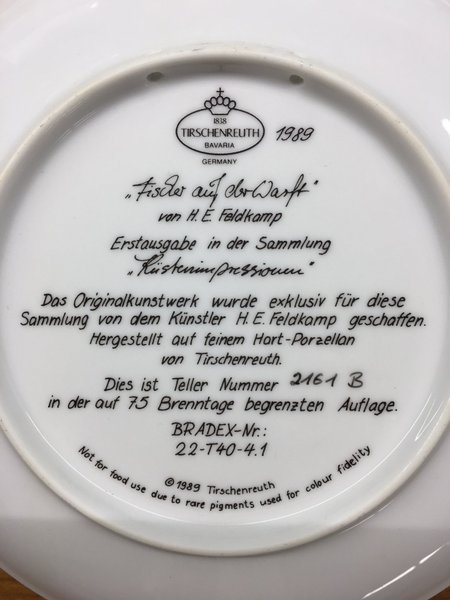 1838
TIRSCHENREUTH
BAVARIA
GERMANY
1989
„Fischer auf der Warft"
von H. E. Feldkamp
Erstausgabe in der Sammlung
„Küstenimpressionen"
Das Originalkunstwerk wurde exklusiv für diese
Sammlung von dem Künstler H. E. Feldkamp geschaffen.
Hergestellt auf feinem Hart-Porzellan
von Tirschenreuth.
Dies ist Teller Nummer 2161 B
in der auf 75 Brenntage begrenzten Auflage.
BRADEX-Nr.:
22-T40-4.1
©1989 Tirschenreuth
Not for food use due to rare pigments used for colour fidelity